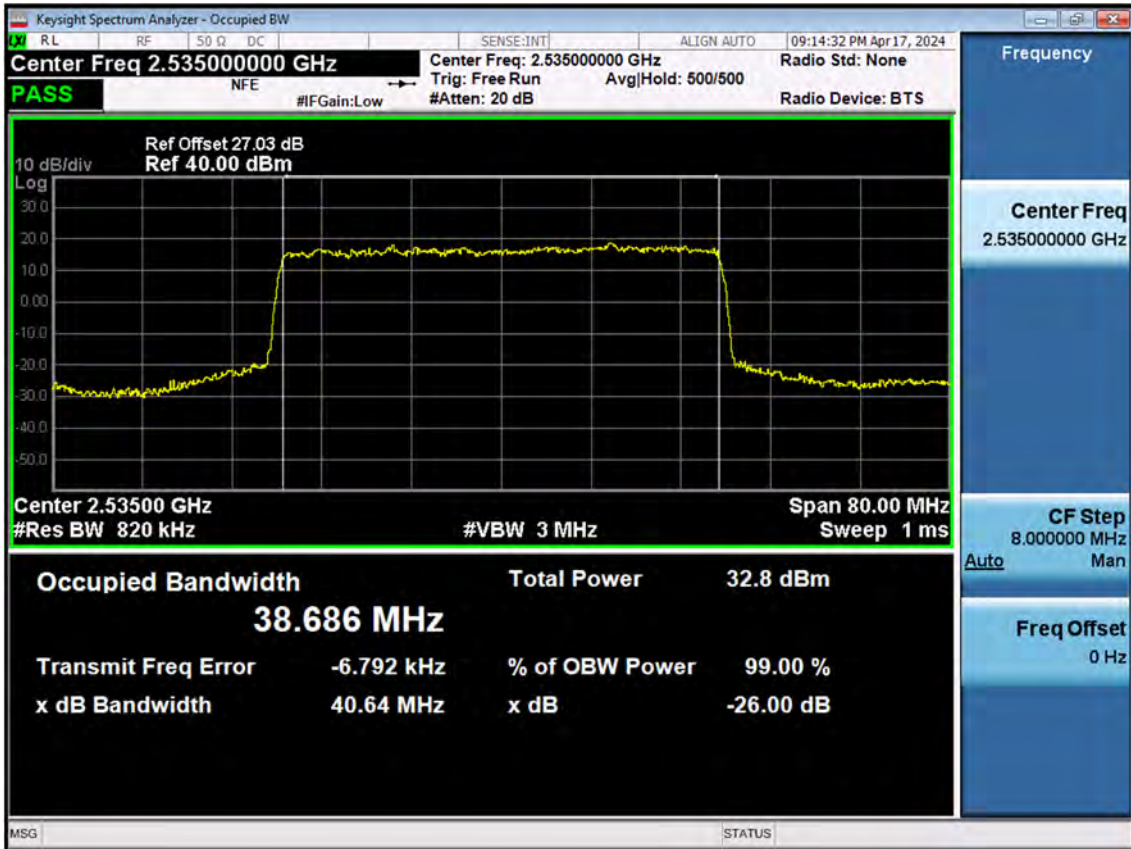 Keysight Spectrum Analyzer - Occupied BW
LXI RL RF 50 Ω DC SENSE:INT ALIGN AUTO 09:14:32 PM Apr 17, 2024
Center Freq 2.535000000 GHz Center Freq: 2.535000000 GHz Radio Std: None
NFE Trig: Free Run Avg|Hold: 500/500
PASS #IFGain:Low #Atten: 20 dB Radio Device: BTS
Ref Offset 27.03 dB
10 dB/div Ref 40.00 dBm
Log
30.0
20.0
10.0
0.00
-10.0
-20.0
-30.0
-40.0
-50.0
Center 2.53500 GHz Span 80.00 MHz
#Res BW 820 kHz #VBW 3 MHz Sweep 1 ms
Occupied Bandwidth Total Power 32.8 dBm
38.686 MHz
Transmit Freq Error -6.792 kHz % of OBW Power 99.00 %
x dB Bandwidth 40.64 MHz x dB -26.00 dB
Frequency
Center Freq
2.535000000 GHz
CF Step
8.000000 MHz
Auto Man
Freq Offset
0 Hz
MSG STATUS